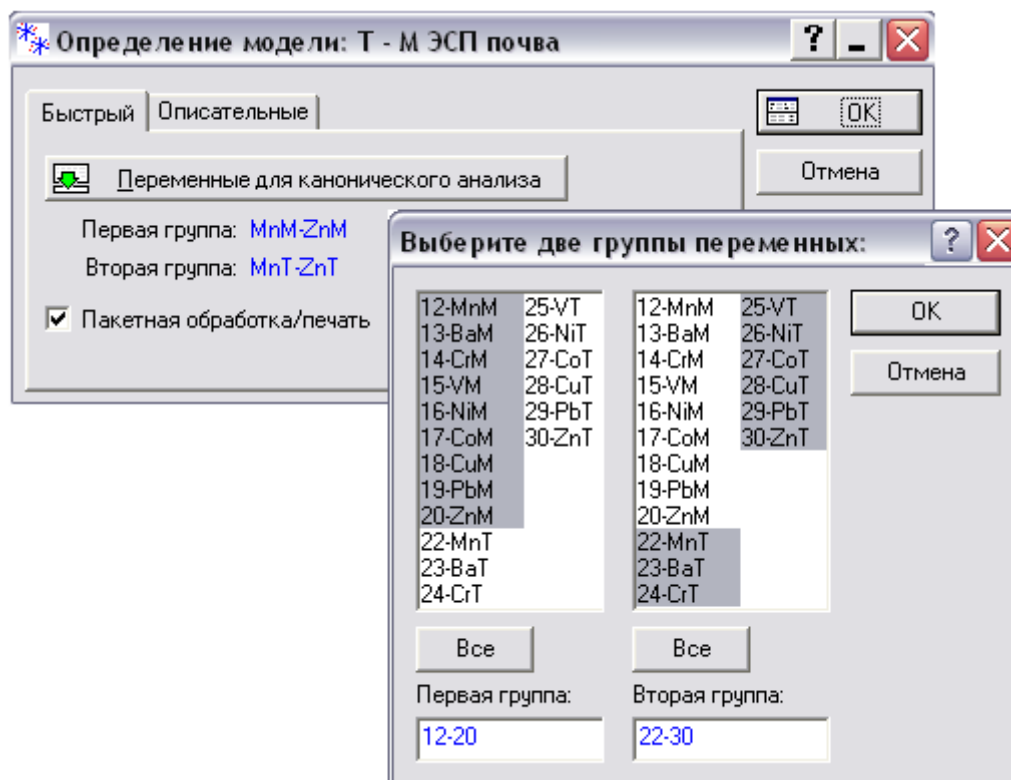 Определение модели: Т - М ЭСП почва
?
Быстрый
Описательные
OK
Отмена
Переменные для канонического анализа
Первая группа: MnM-ZnM
Вторая группа: MnT-ZnT
Пакетная обработка/печать
Выберите две группы переменных:
?
12-MnM 25-VT
13-BaM 26-NiT
14-CrM 27-CoT
15-VM 28-CuT
16-NiM 29-PbT
17-CoM 30-ZnT
18-CuM
19-PbM
20-ZnM
22-MnT
23-BaT
24-CrT
12-MnM 25-VT
13-BaM 26-NiT
14-CrM 27-CoT
15-VM 28-CuT
16-NiM 29-PbT
17-CoM 30-ZnT
18-CuM
19-PbM
20-ZnM
22-MnT
23-BaT
24-CrT
OK
Отмена
Все
Все
Первая группа:
Вторая группа:
12-20
22-30